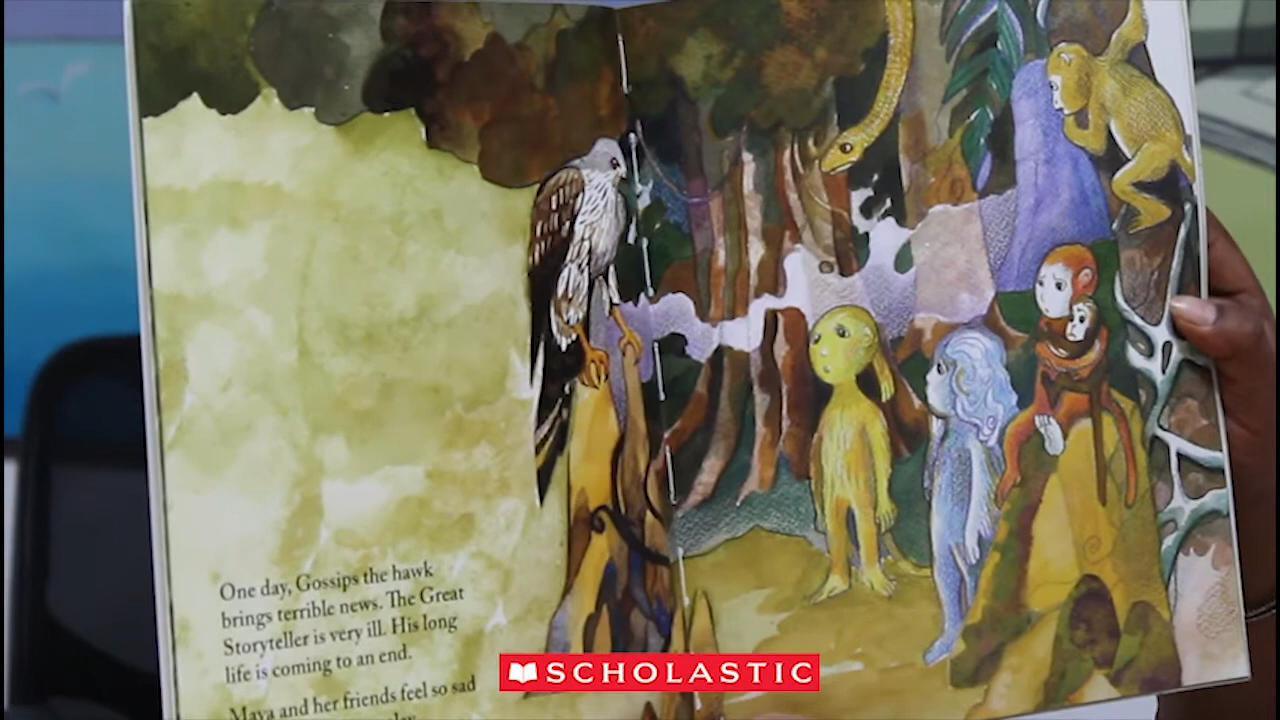 One day, Gossips the hawk
brings terrible news. The Great
Storyteller is very ill. His long
life is coming to an end.
Maya and her friends feel so sad
SCHOLASTIC